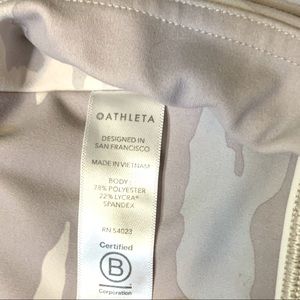 ATHLETA
DESIGNED IN
SAN FRANCISCO
MADE IN VIETNAM
BODY:
78% POLYESTER
22% LYCRA®
SPANDEX
RN 54023
Certified
B
Corporation